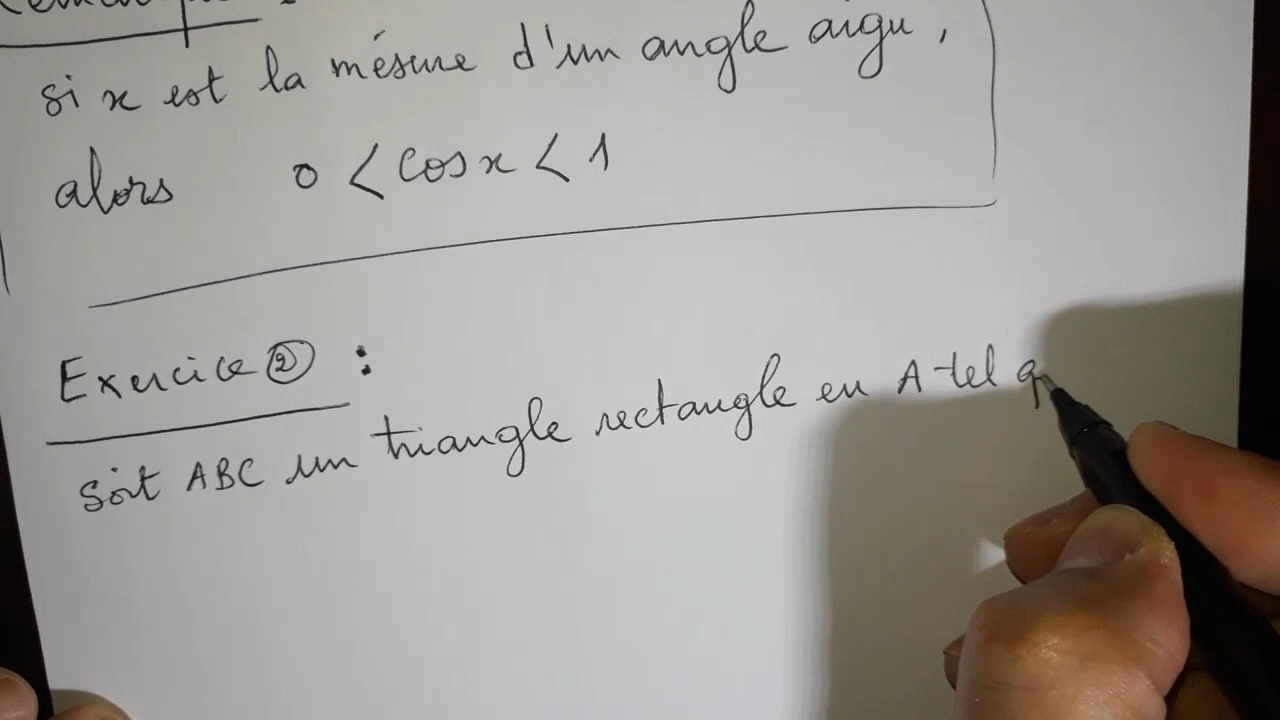 si x est la mésure d'un angle aigu,
alors 0 < cos x < 1
Exercice ② :
Soit ABC un triangle rectangle en A tel q